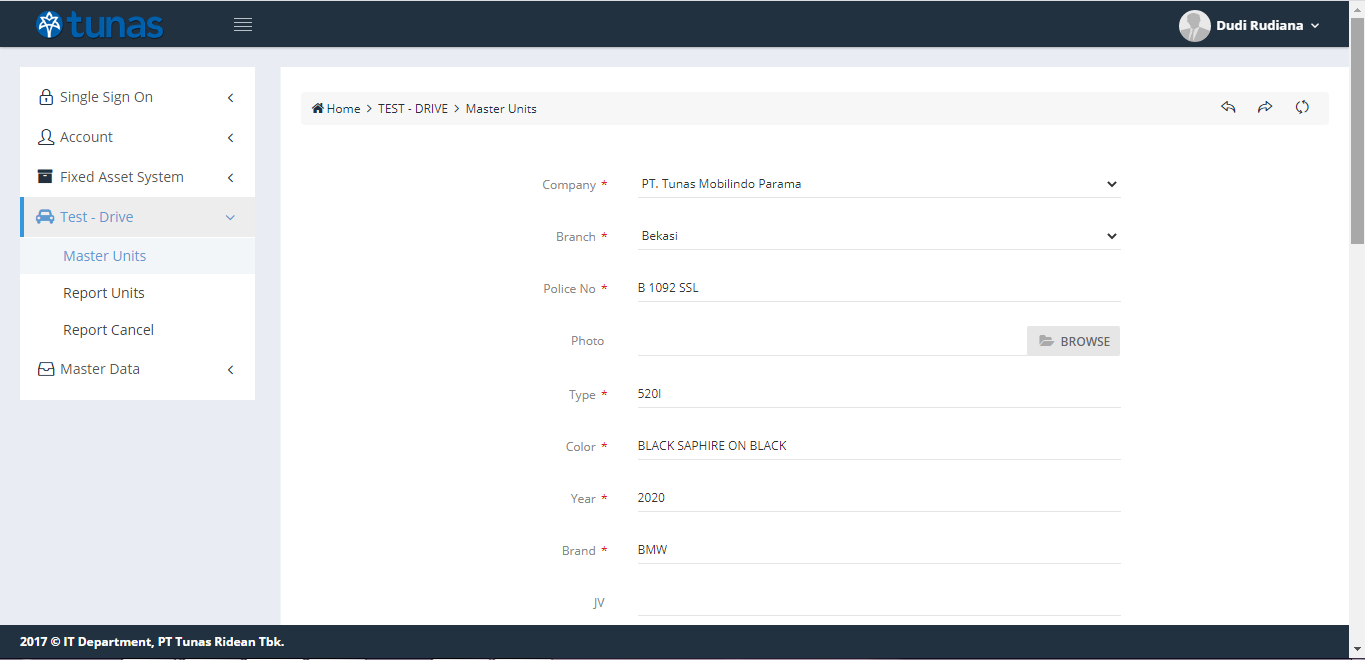 tunas
Dudi Rudiana
Single Sign On
Account
Fixed Asset System
Test - Drive
Master Units
Report Units
Report Cancel
Master Data
Home > TEST - DRIVE > Master Units
Company * PT. Tunas Mobilindo Parama
Branch * Bekasi
Police No * B 1092 SSL
Photo BROWSE
Type * 520I
Color * BLACK SAPHIRE ON BLACK
Year * 2020
Brand * BMW
JV
2017 © IT Department, PT Tunas Ridean Tbk.